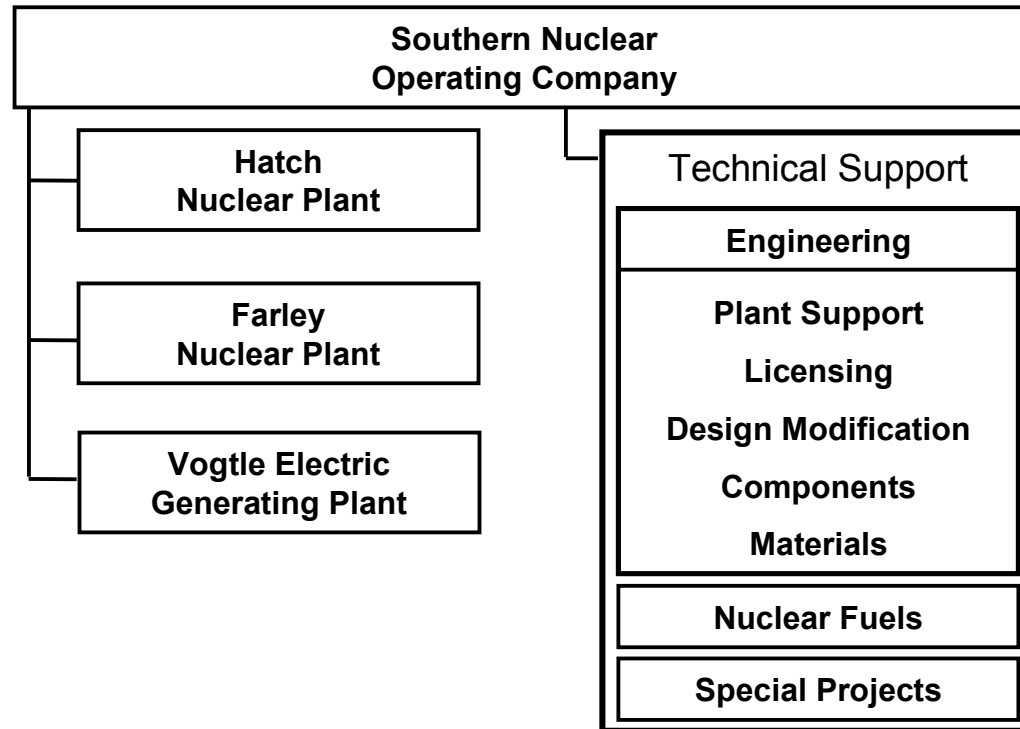 Southern Nuclear
Operating Company
Hatch
Nuclear Plant
Farley
Nuclear Plant
Vogtle Electric
Generating Plant
Technical Support
Engineering
Plant Support
Licensing
Design Modification
Components
Materials
Nuclear Fuels
Special Projects